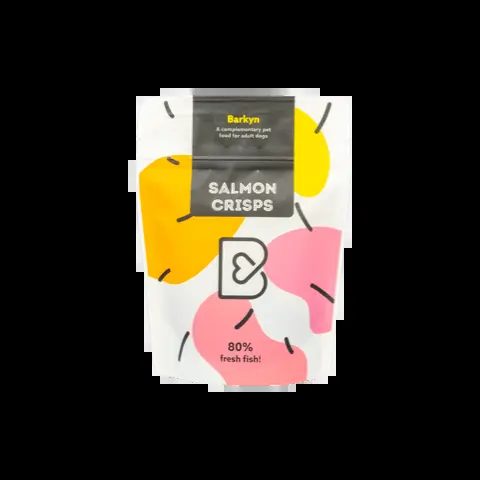 Barkyn
A complementary pet
food for adult dogs
SALMON
CRISPS
B
80%
fresh fish!